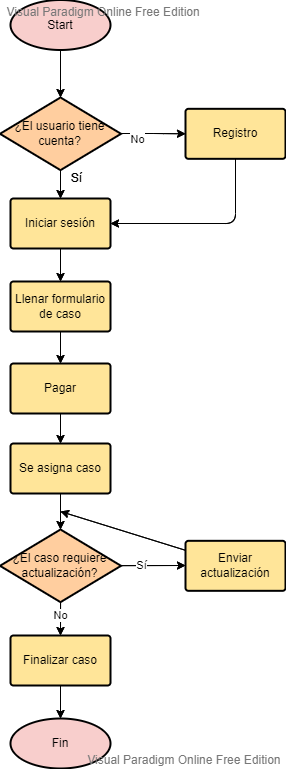 Visual Paradigm Online Free Edition
Start
¿El usuario tiene
cuenta?
No
Registro
Sí
Iniciar sesión
Llenar formulario
de caso
Pagar
Se asigna caso
¿El caso requiere
actualización?
Sí
Enviar
actualización
No
Finalizar caso
Fin
Visual Paradigm Online Free Edition